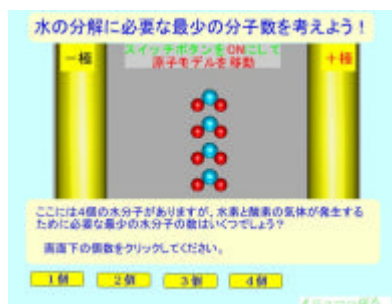 水の分解に必要な最少の分子数を考えよう！
スイッチボタンをONにして
－極
＋極
原子モデルを移動
ここには4個の水分子がありますが、水素と酸素の気体が発生する
ために必要な最少の水分子の数はいくつでしょう？
画面下の個数をクリックしてください。
1個
2個
3個
4個